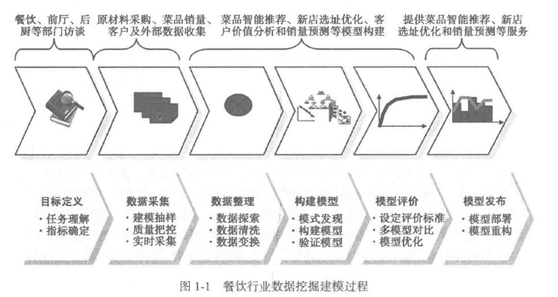 餐饮、前厅、后
厨等部门访谈
原材料采购、菜品销量、
客户及外部数据收集
菜品智能推荐、新店选址优化、客
户价值分析和销量预测等模型构建
提供菜品智能推荐、新店
选址优化和销量预测等服务
目标定义
• 任务理解
• 指标确定
数据采集
• 建模抽样
• 质量把控
• 实时采集
数据整理
• 数据探索
• 数据清洗
• 数据变换
构建模型
• 模式发现
• 构建模型
• 验证模型
模型评价
• 设定评价标准
• 多模型对比
• 模型优化
模型发布
• 模型部署
• 模型重构
图 1-1 餐饮行业数据挖掘建模过程